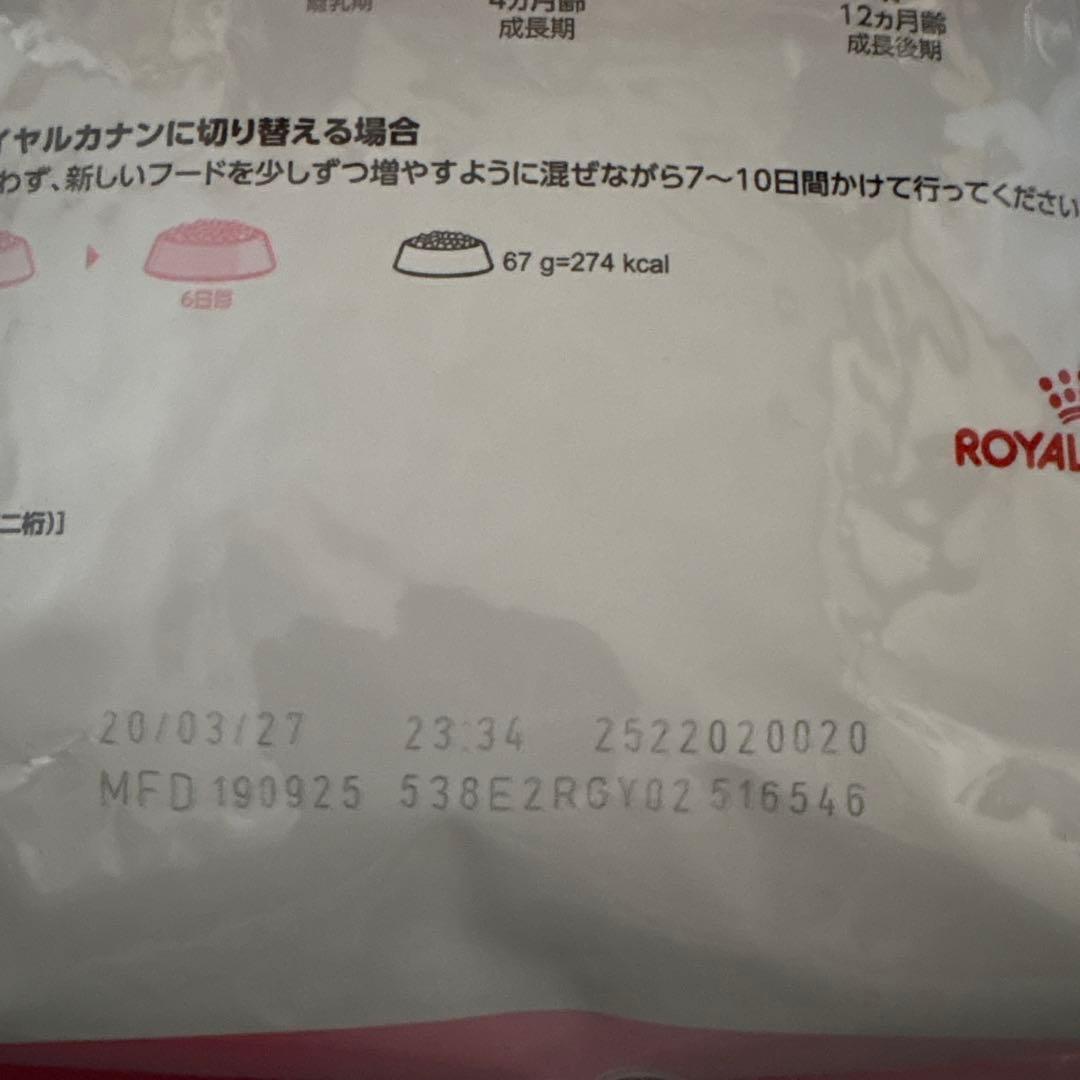 離乳期
4カ月齢
成長期
12ヵ月齢
成長後期
イヤルカナンに切り替える場合
わず、新しいフードを少しずつ増やすように混ぜながら7～10日間かけて行ってください
6日目
67 g=274 kcal
ROYAL
二桁)]
20/03/27 23:34 2522020020
MFD 190925 538E2RGY02 516546